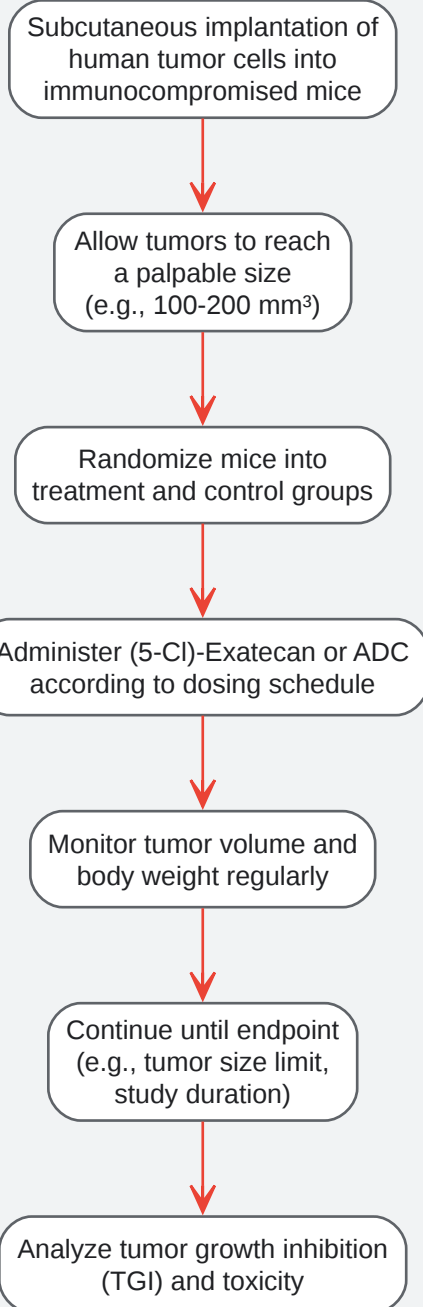 Subcutaneous implantation of
human tumor cells into
immunocompromised mice
Allow tumors to reach
a palpable size
(e.g., 100-200 mm³)
Randomize mice into
treatment and control groups
Administer (5-Cl)-Exatecan or ADC
according to dosing schedule
Monitor tumor volume and
body weight regularly
Continue until endpoint
(e.g., tumor size limit,
study duration)
Analyze tumor growth inhibition
(TGI) and toxicity